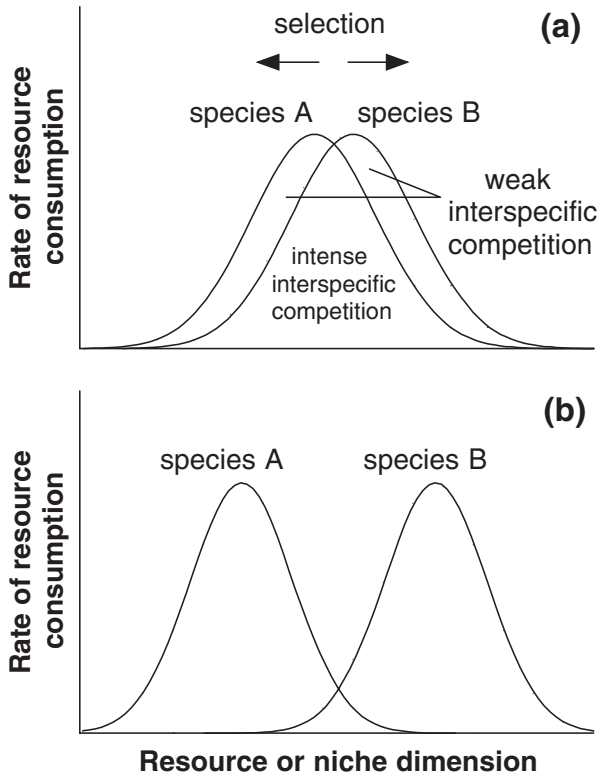 selection
(a)
species A
species B
weak
interspecific
competition
intense
interspecific
competition
Rate of resource
consumption
(b)
species A
species B
Rate of resource
consumption
Resource or niche dimension